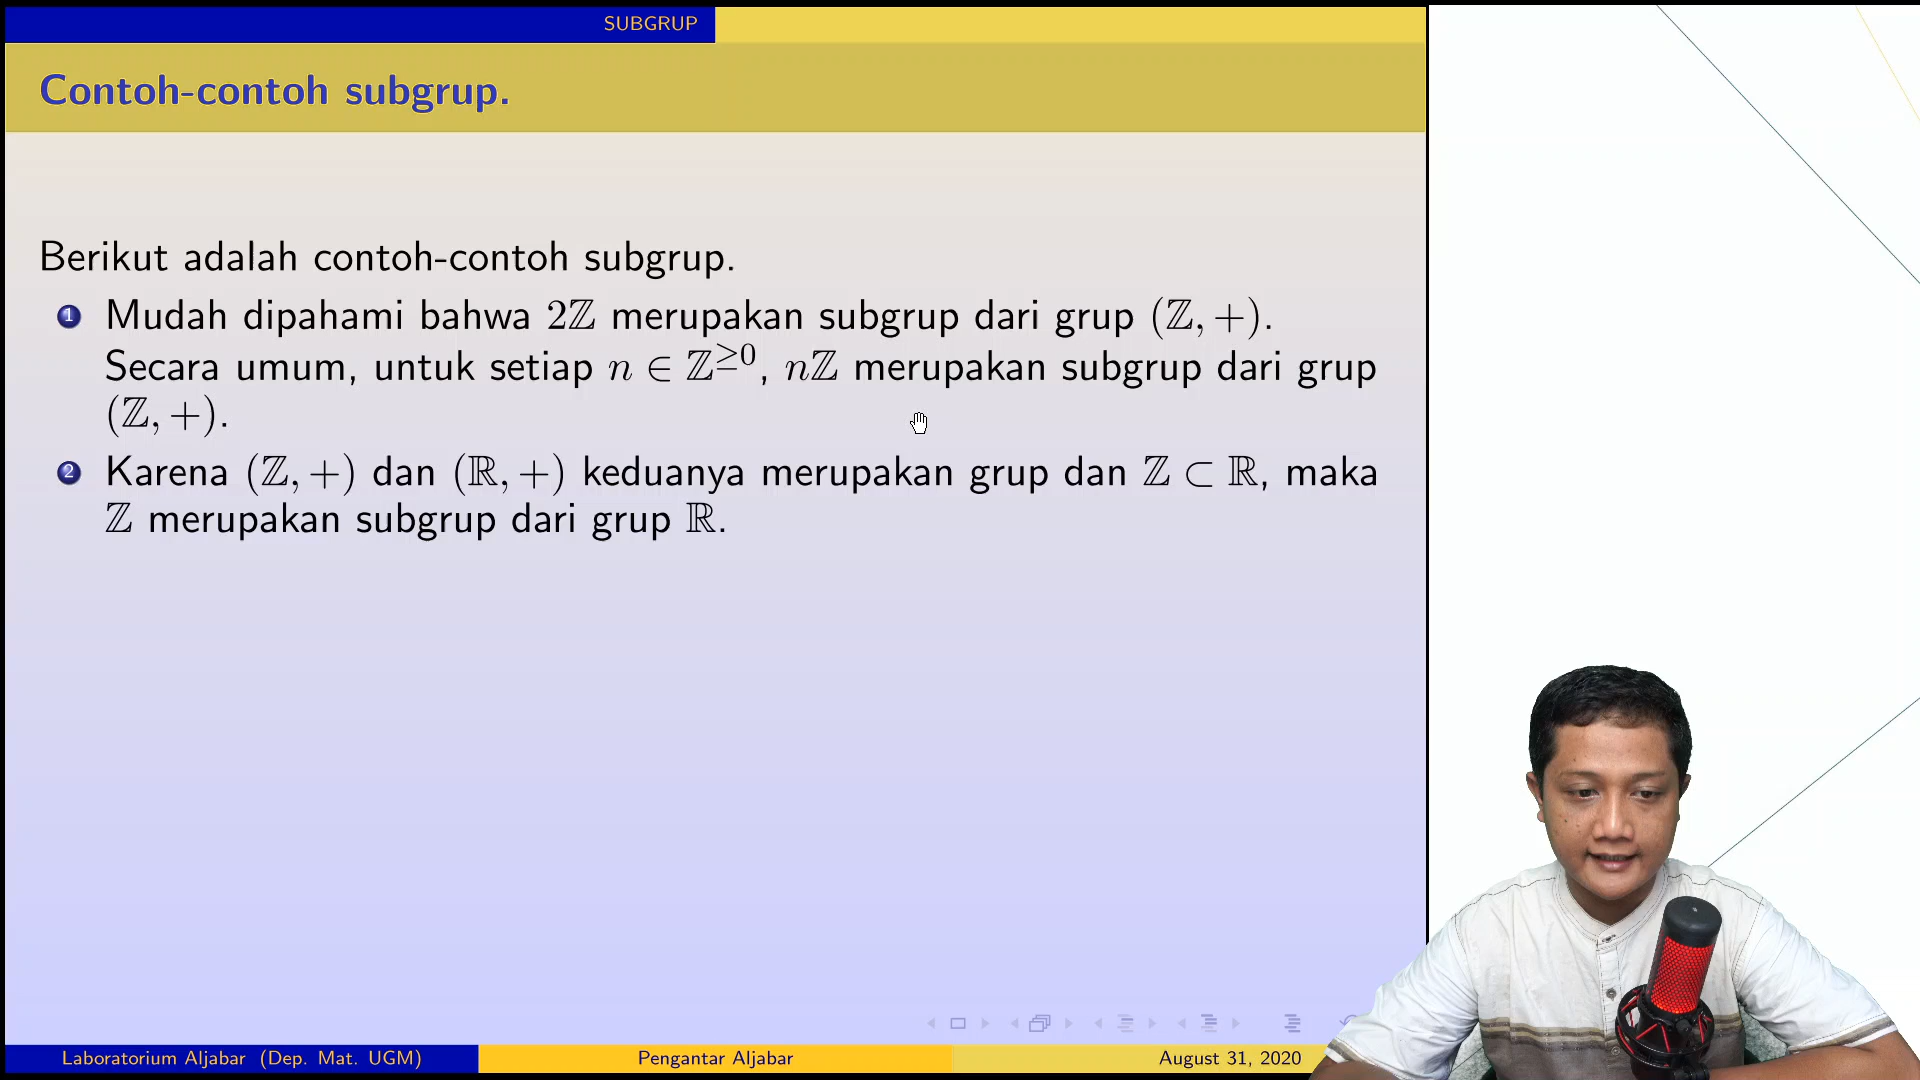 SUBGRUP
Contoh-contoh subgrup.
Berikut adalah contoh-contoh subgrup.
1 Mudah dipahami bahwa 2ℤ merupakan subgrup dari grup (ℤ, +).
Secara umum, untuk setiap n ∈ ℤ^≥0, nℤ merupakan subgrup dari grup
(ℤ, +).
2 Karena (ℤ, +) dan (ℝ, +) keduanya merupakan grup dan ℤ ⊂ ℝ, maka
ℤ merupakan subgrup dari grup ℝ.
Laboratorium Aljabar (Dep. Mat. UGM)
Pengantar Aljabar
August 31, 2020